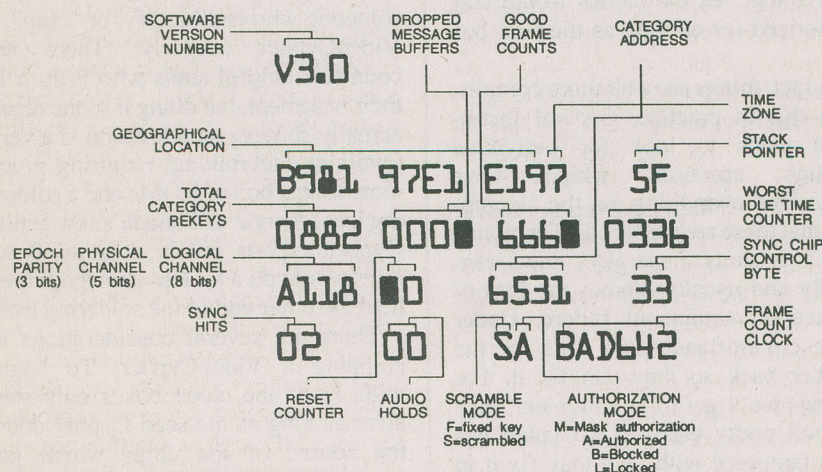 SOFTWARE VERSION NUMBER
DROPPED MESSAGE BUFFERS
GOOD FRAME COUNTS
CATEGORY ADDRESS
V3.0
TIME ZONE
GEOGRAPHICAL LOCATION
STACK POINTER
B981 97E1 E197 5F
TOTAL CATEGORY REKEYS
WORST IDLE TIME COUNTER
0882 000█ 666█ 0336
EPOCH PARITY (3 bits)
PHYSICAL CHANNEL (5 bits)
LOGICAL CHANNEL (8 bits)
SYNC CHIP CONTROL BYTE
A118 █0 6531 33
SYNC HITS
FRAME COUNT CLOCK
02 00 SA BAD642
RESET COUNTER
AUDIO HOLDS
SCRAMBLE MODE
F=fixed key
S=scrambled
AUTHORIZATION MODE
M=Mask authorization
A=Authorized
B=Blocked
L=Locked